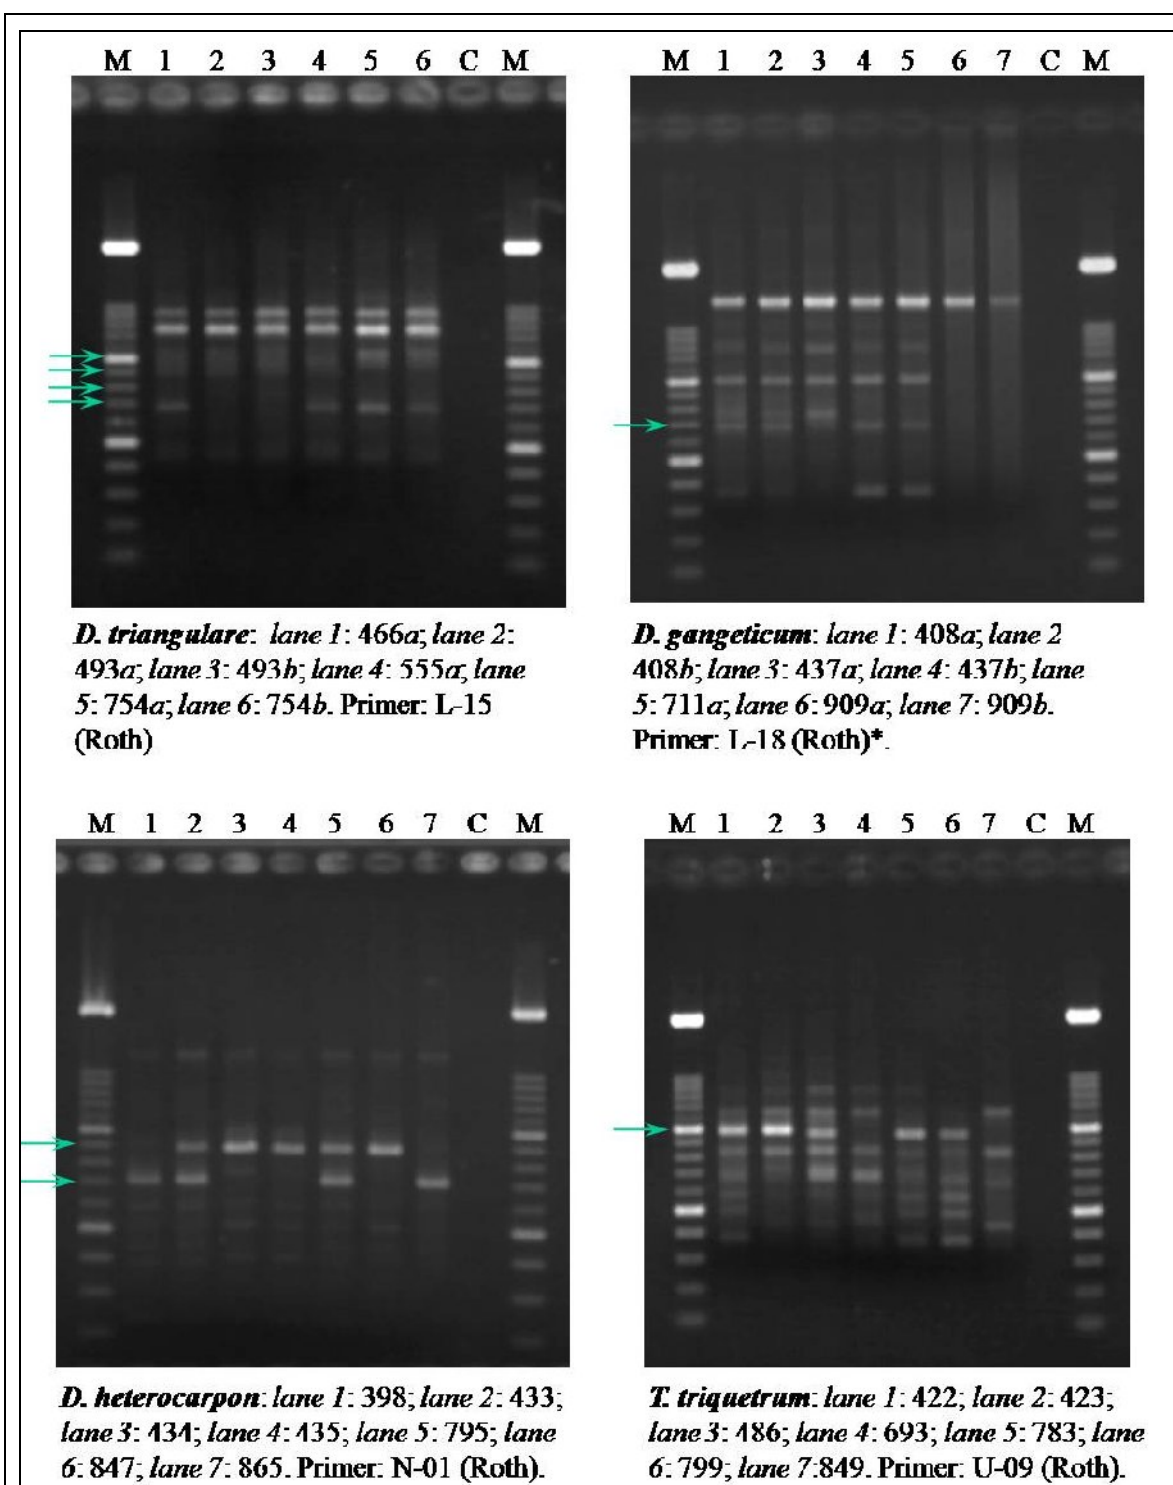 M 1 2 3 4 5 6 C M
D. triangulare: lane 1: 466a; lane 2:
493a; lane 3: 493b; lane 4: 555a; lane
5: 754a; lane 6: 754b. Primer: L-15
(Roth)
M 1 2 3 4 5 6 7 C M
D. gangeticum: lane 1: 408a; lane 2
408b; lane 3: 437a; lane 4: 437b; lane
5: 711a; lane 6: 909a; lane 7: 909b.
Primer: L-18 (Roth)*.
M 1 2 3 4 5 6 7 C M
D. heterocarpon: lane 1: 398; lane 2: 433;
lane 3: 434; lane 4: 435; lane 5: 795; lane
6: 847; lane 7: 865. Primer: N-01 (Roth).
M 1 2 3 4 5 6 7 C M
T. triquetrum: lane 1: 422; lane 2: 423;
lane 3: 486; lane 4: 693; lane 5: 783; lane
6: 799; lane 7:849. Primer: U-09 (Roth).